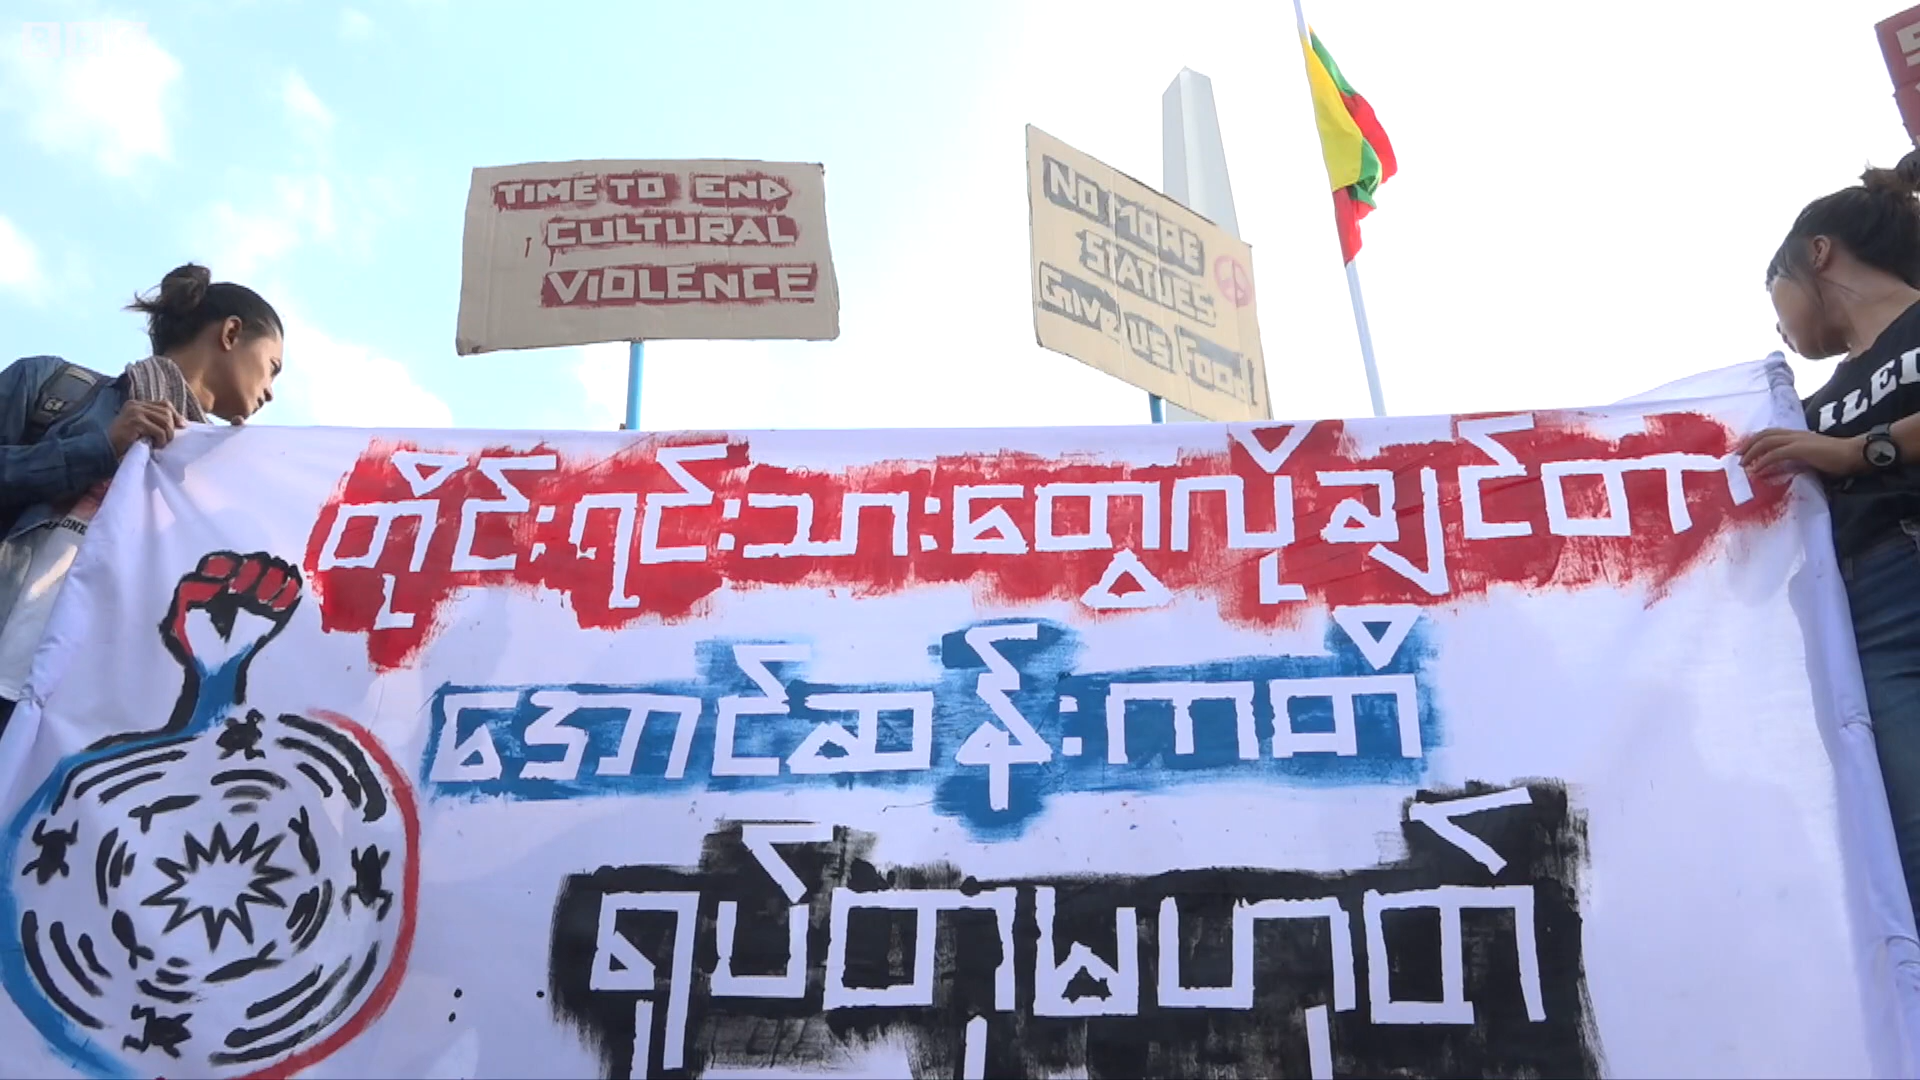 TIME TO END
CULTURAL
VIOLENCE
NO MORE
STATUES
Give us Food!
တိုင်းရင်းသားတွေလိုချင်တာ
အောင်ဆန်းကတိ
ရုပ်တုမဟုတ်